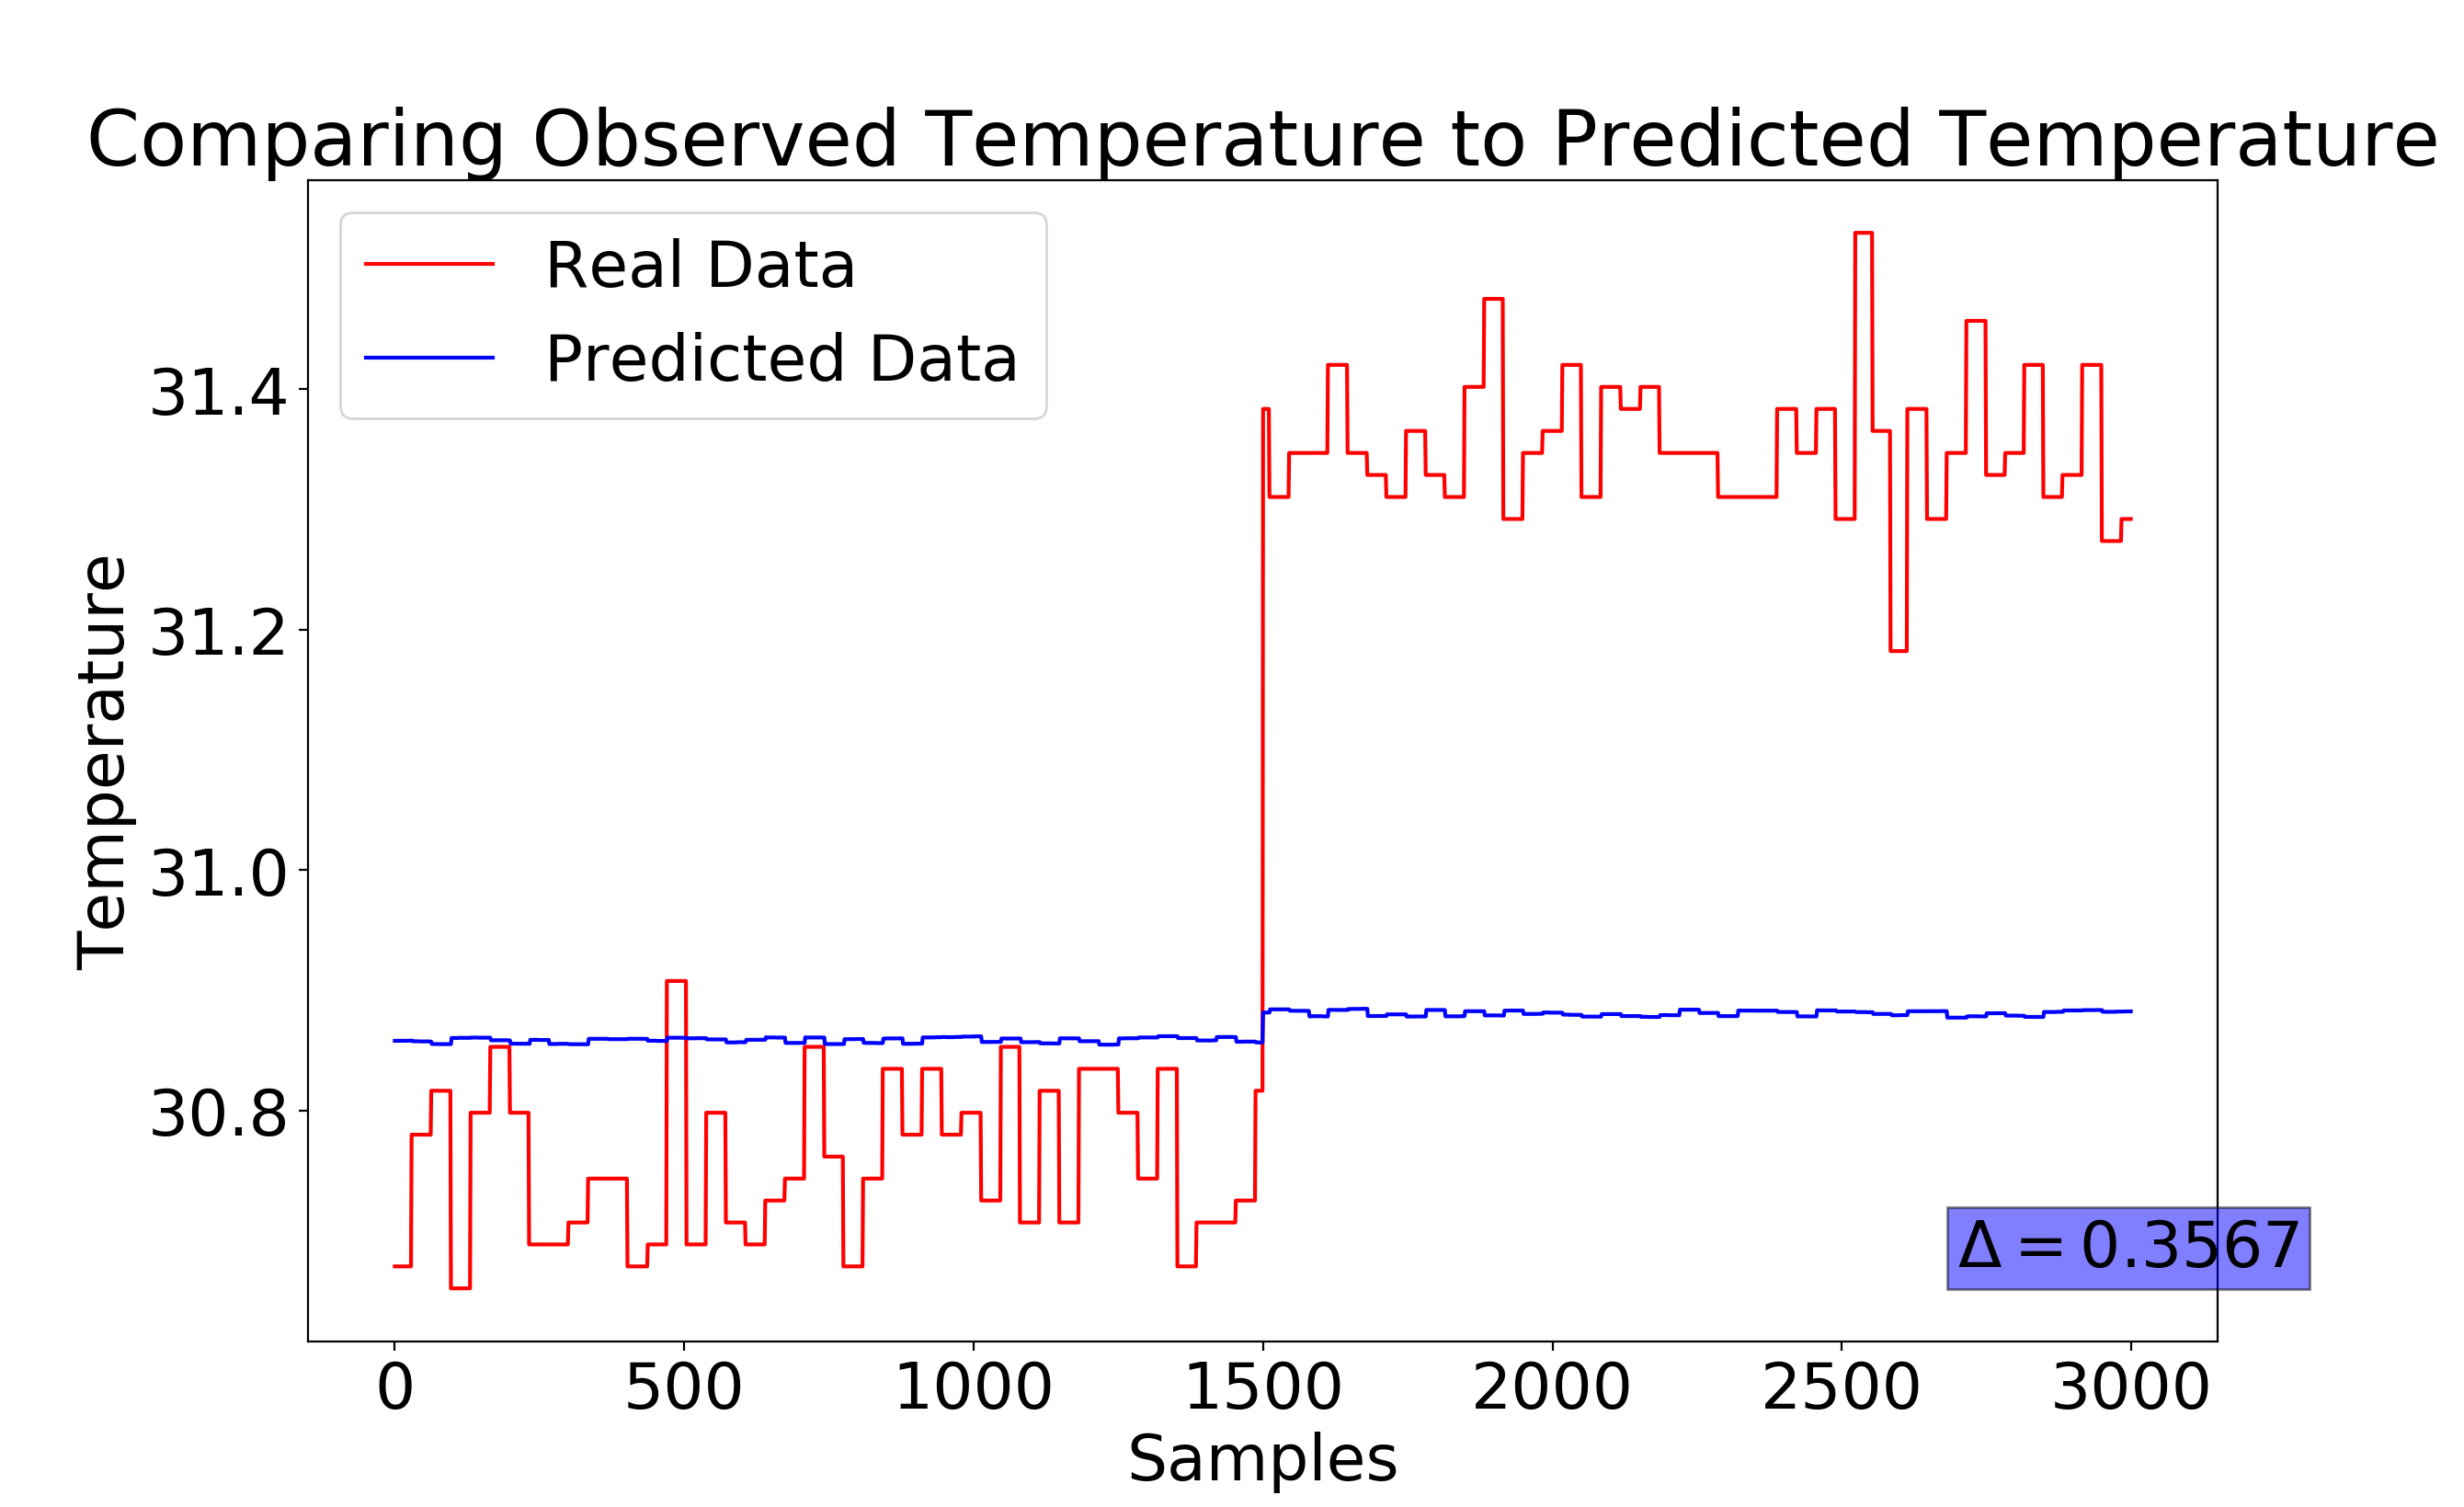 Comparing Observed Temperature to Predicted Temperature
Real Data
Predicted Data
31.4
31.2
31.0
30.8
Temperature
Δ = 0.3567
0 500 1000 1500 2000 2500 3000
Samples